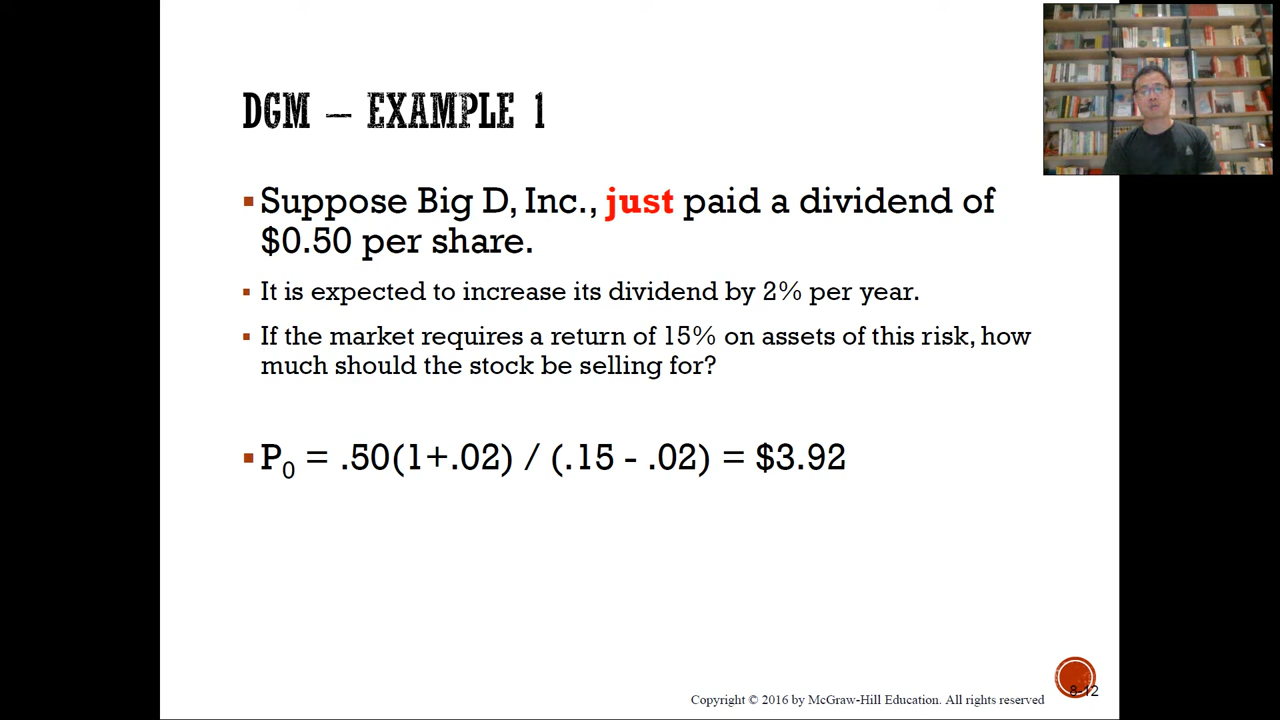 DGM – EXAMPLE 1
▪ Suppose Big D, Inc., just paid a dividend of
$0.50 per share.
▪ It is expected to increase its dividend by 2% per year.
▪ If the market requires a return of 15% on assets of this risk, how
much should the stock be selling for?
▪ P₀ = .50(1+.02) / (.15 - .02) = $3.92
8-12
Copyright © 2016 by McGraw-Hill Education. All rights reserved